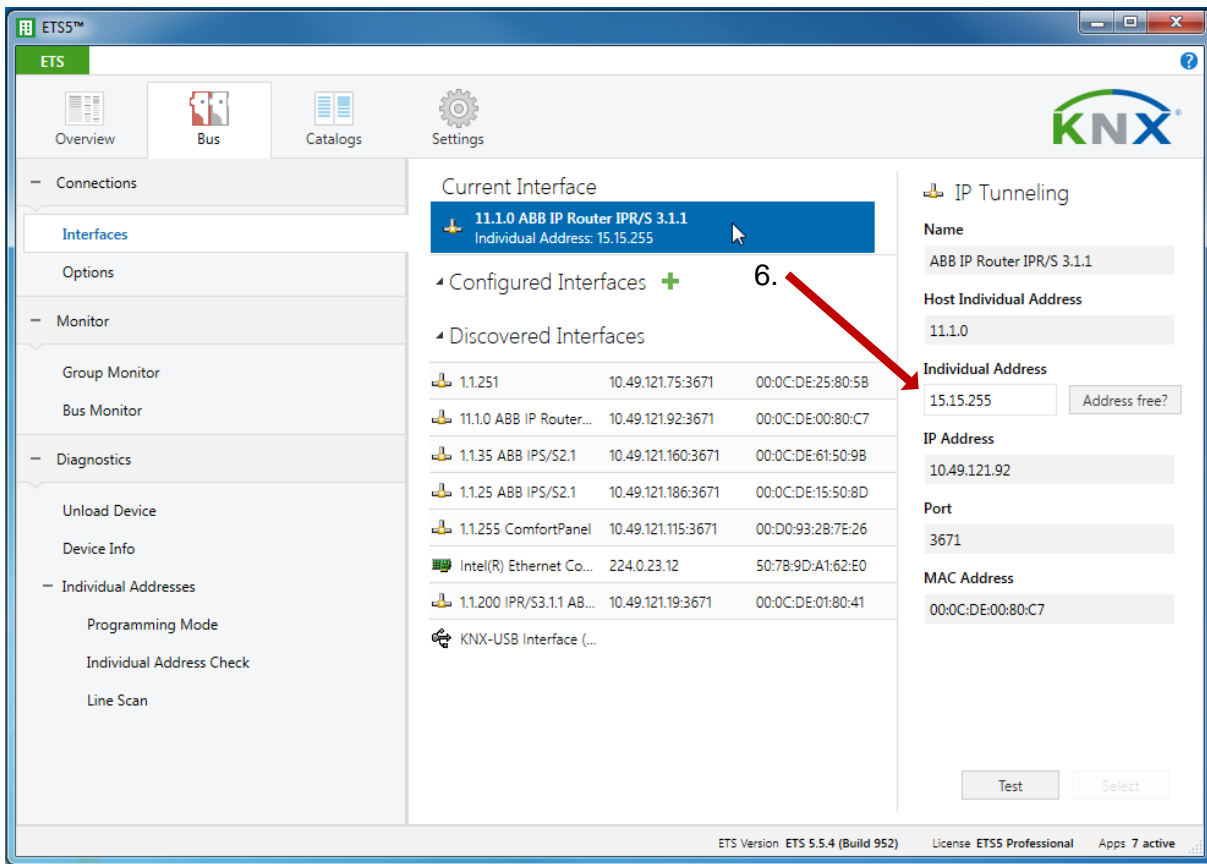 ETS5™
ETS
Overview
Bus
Catalogs
Settings
KNX®
Connections
Interfaces
Options
Monitor
Group Monitor
Bus Monitor
Diagnostics
Unload Device
Device Info
Individual Addresses
Programming Mode
Individual Address Check
Line Scan
Current Interface
11.1.0 ABB IP Router IPR/S 3.1.1
Individual Address: 15.15.255
Configured Interfaces
6.
Discovered Interfaces
1.1.251 10.49.121.75:3671 00:0C:DE:25:80:5B
11.1.0 ABB IP Router... 10.49.121.92:3671 00:0C:DE:00:80:C7
1.1.35 ABB IPS/S2.1 10.49.121.160:3671 00:0C:DE:61:50:9B
1.1.25 ABB IPS/S2.1 10.49.121.186:3671 00:0C:DE:15:50:8D
1.1.255 ComfortPanel 10.49.121.115:3671 00:D0:93:2B:7E:26
Intel(R) Ethernet Co... 224.0.23.12 50:7B:9D:A1:62:E0
1.1.200 IPR/S3.1.1 AB... 10.49.121.19:3671 00:0C:DE:01:80:41
KNX-USB Interface (...
IP Tunneling
Name
ABB IP Router IPR/S 3.1.1
Host Individual Address
11.1.0
Individual Address
15.15.255 Address free?
IP Address
10.49.121.92
Port
3671
MAC Address
00:0C:DE:00:80:C7
Test Select
ETS Version ETS 5.5.4 (Build 952) License ETS5 Professional Apps 7 active